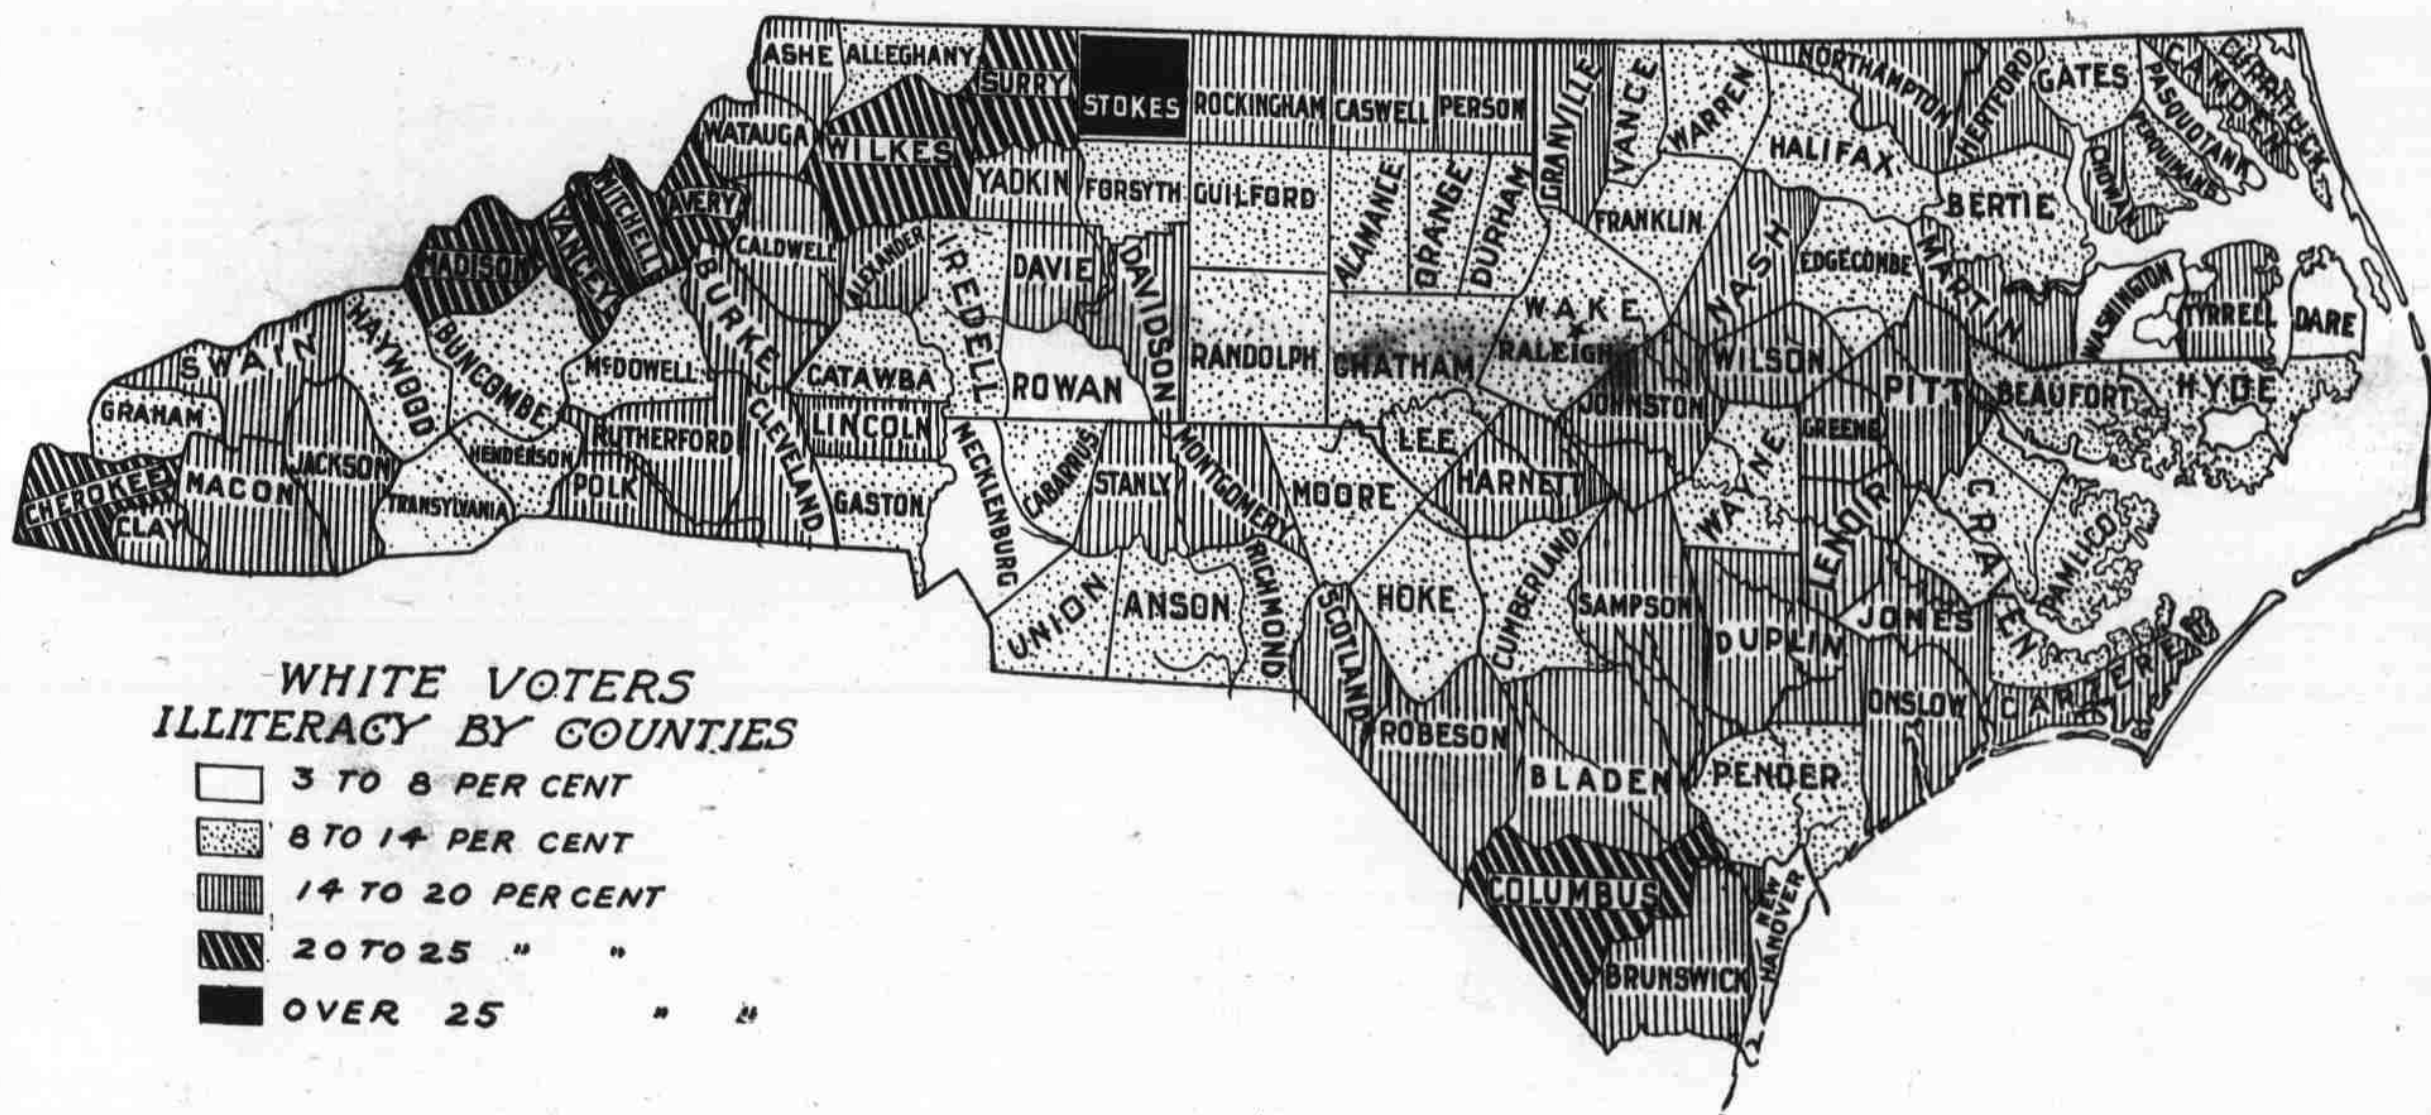 ASHE
ALLEGHANY
SURRY
STOKES
ROCKINGHAM
CASWELL
PERSON
GRANVILLE
VANCE
WARREN
NORTHAMPTON
HERTFORD
GATES
CAMDEN
CURRITUCK
PASQUOTANK
PERQUIMANS
CHOWAN
WATAUGA
WILKES
YADKIN
FORSYTH
GUILFORD
ALAMANCE
ORANGE
DURHAM
FRANKLIN
HALIFAX
BERTIE
MITCHELL
AVERY
YANCEY
MADISON
CALDWELL
ALEXANDER
IREDELL
DAVIE
DAVIDSON
RANDOLPH
CHATHAM
WAKE
RALEIGH
NASH
EDGECOMBE
MARTIN
WASHINGTON
TYRRELL
DARE
SWAIN
HAYWOOD
BUNCOMBE
McDOWELL
BURKE
CATAWBA
ROWAN
JOHNSTON
WILSON
PITT
BEAUFORT
HYDE
GRAHAM
CHEROKEE
CLAY
MACON
JACKSON
TRANSYLVANIA
HENDERSON
POLK
RUTHERFORD
CLEVELAND
LINCOLN
GASTON
MECKLENBURG
CABARRUS
STANLY
MONTGOMERY
MOORE
LEE
HARNETT
WAYNE
GREENE
LENOIR
CRAVEN
PAMLICO
UNION
ANSON
RICHMOND
SCOTLAND
HOKE
CUMBERLAND
SAMPSON
DUPLIN
JONES
ONSLOW
CARTERET
ROBESON
BLADEN
PENDER
COLUMBUS
BRUNSWICK
NEW
HANOVER
WHITE VOTERS
ILLITERACY BY COUNTIES
3 TO 8 PER CENT
8 TO 14 PER CENT
14 TO 20 PER CENT
20 TO 25 " "
OVER 25 " "